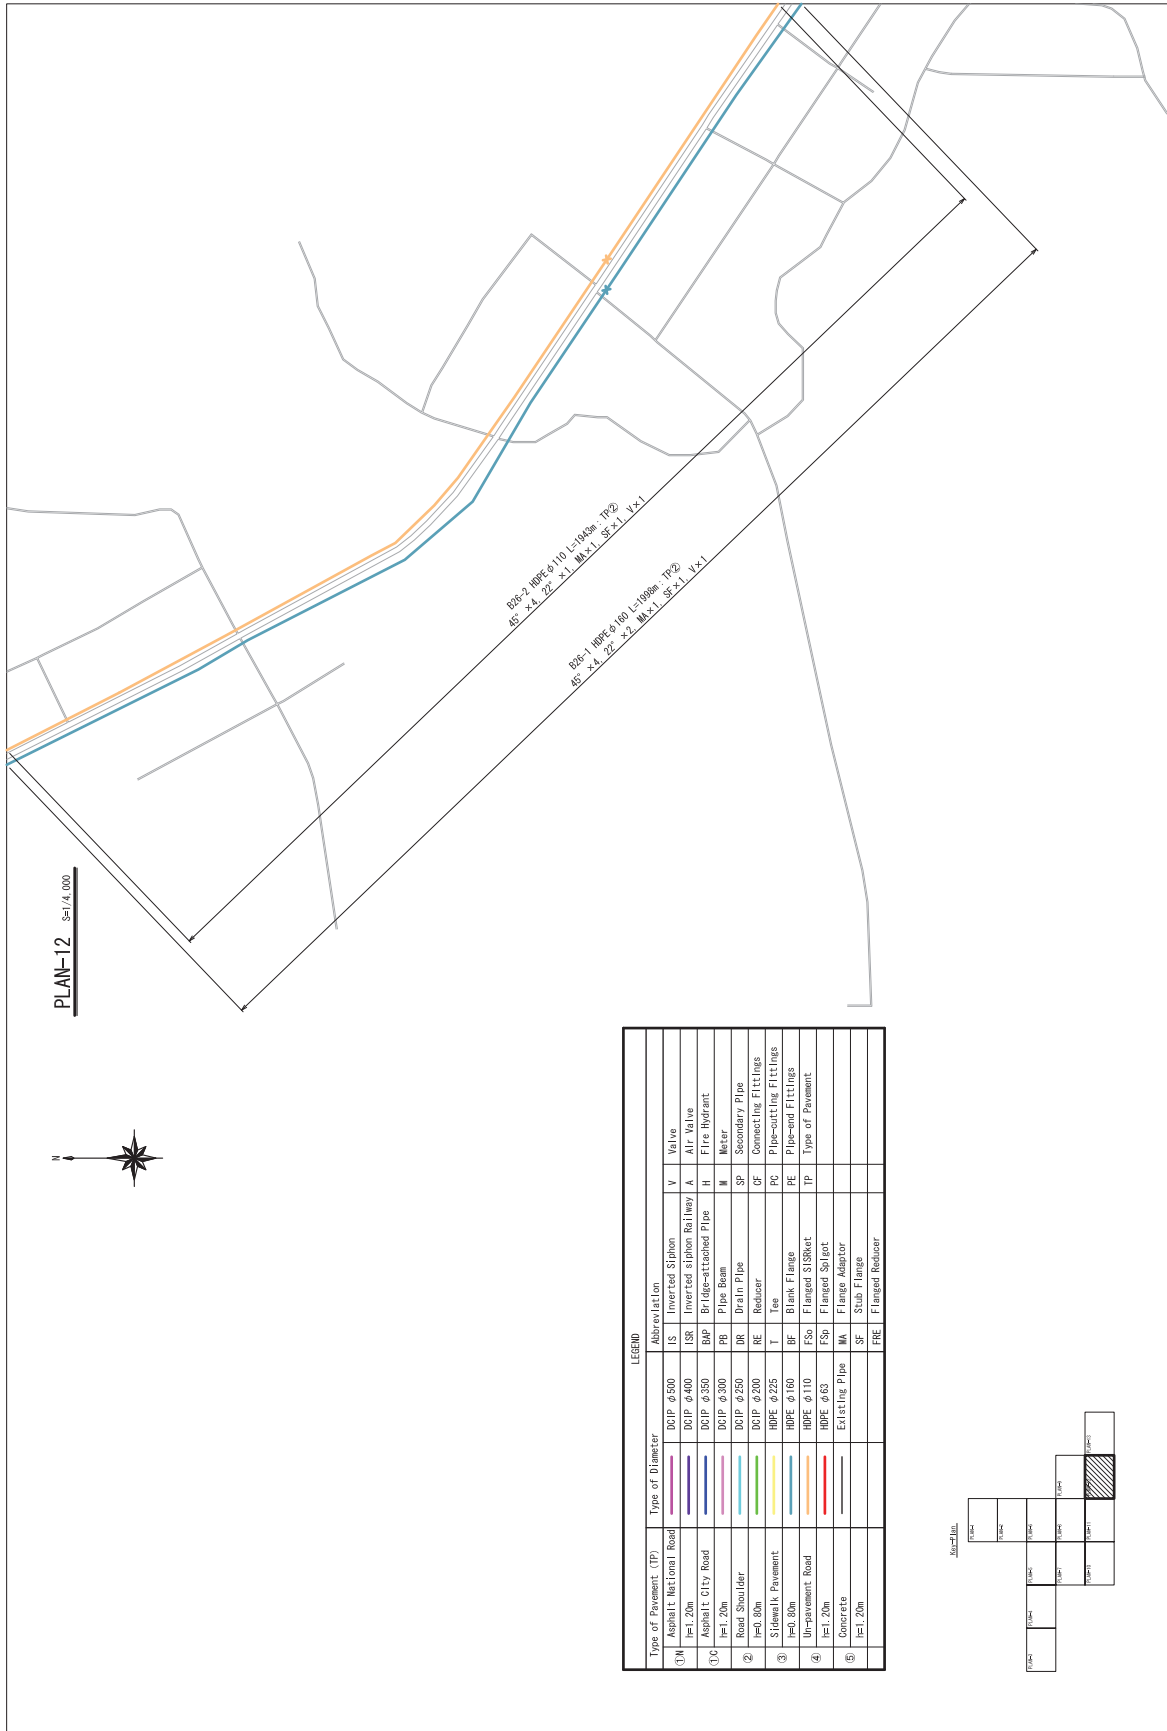 PLAN-12 S=1/4,000
N
B26-2 HDPEφ110 L=1943m : TP②
45° ×4, 22° ×1, MA×1, SF×1, V×1
B26-1 HDPEφ160 L=1998m : TP②
45° ×4, 22° ×2, MA×1, SF×1, V×1
LEGEND
Type of Pavement (TP) Type of Diameter Abbreviation
①N Asphalt National Road DCIP φ500 IS Inverted Siphon V Valve
h=1.20m DCIP φ400 ISR Inverted siphon Railway A Air Valve
①C Asphalt City Road DCIP φ350 BAP Bridge-attached Pipe H Fire Hydrant
h=1.20m DCIP φ300 PB Pipe Beam M Meter
② Road Shoulder DCIP φ250 DR Drain Pipe SP Secondary Pipe
h=0.80m DCIP φ200 RE Reducer CF Connecting Fittings
③ Sidewalk Pavement HDPE φ225 T Tee PC Pipe-cutting Fittings
h=0.80m HDPE φ160 BF Blank Flange PE Pipe-end Fittings
④ Un-pavement Road HDPE φ110 FSo Flanged SISRket TP Type of Pavement
h=1.20m HDPE φ63 FSp Flanged Spigot
⑤ Concrete Existing Pipe MA Flange Adaptor
h=1.20m SF Stub Flange
FRE Flanged Reducer
Key-Plan